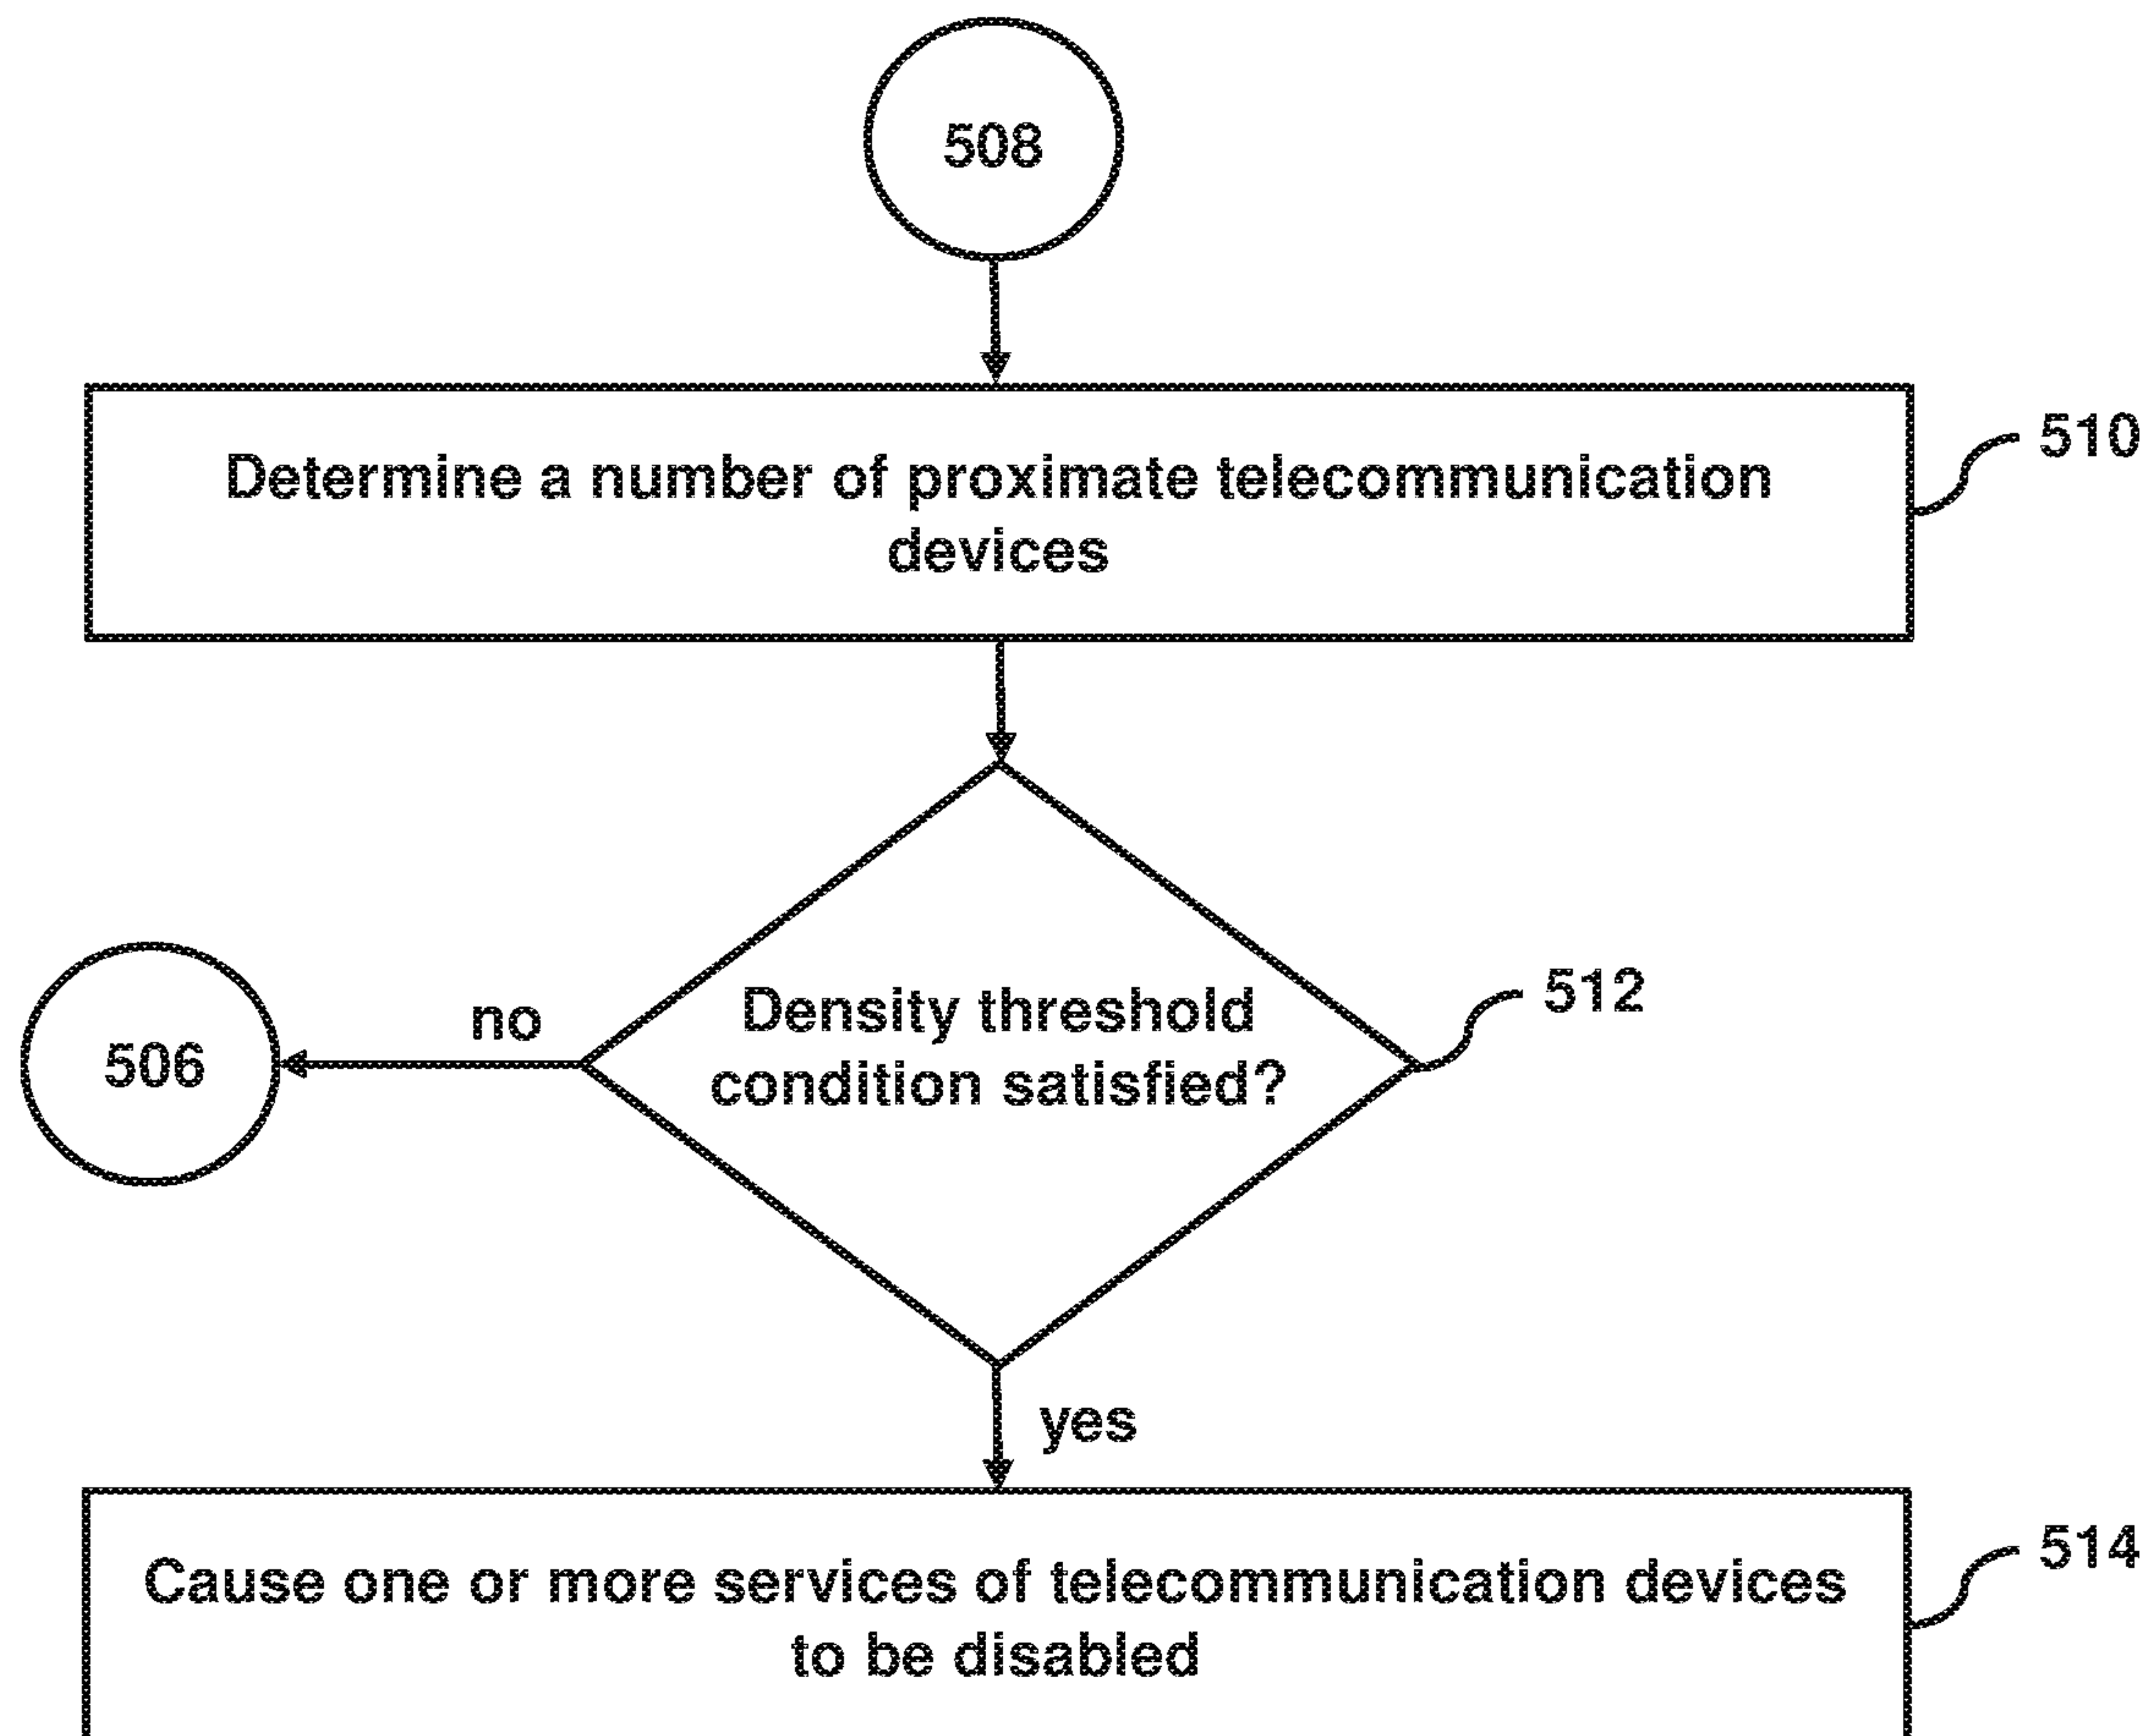 508
Determine a number of proximate telecommunication
devices
510
Density threshold
condition satisfied?
512
no
506
yes
Cause one or more services of telecommunication devices
to be disabled
514